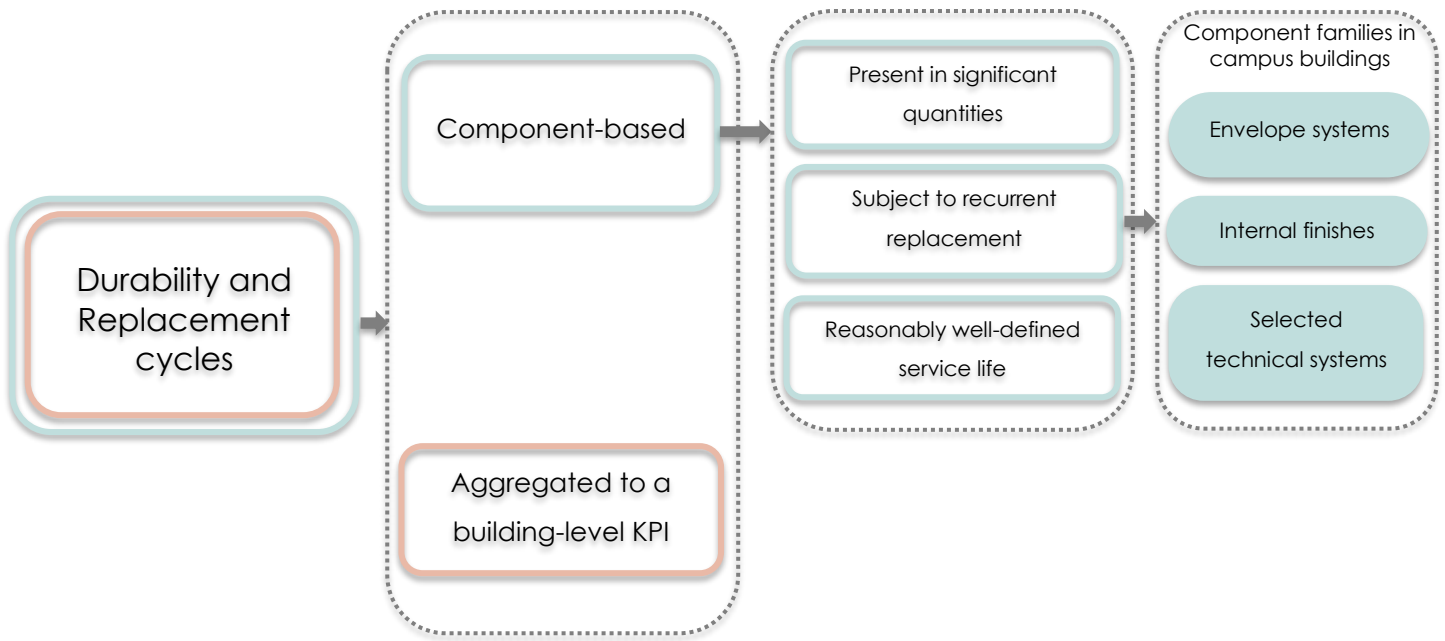 Durability and
Replacement
cycles
Component-based
Aggregated to a
building-level KPI
Present in significant
quantities
Subject to recurrent
replacement
Reasonably well-defined
service life
Component families in
campus buildings
Envelope systems
Internal finishes
Selected
technical systems